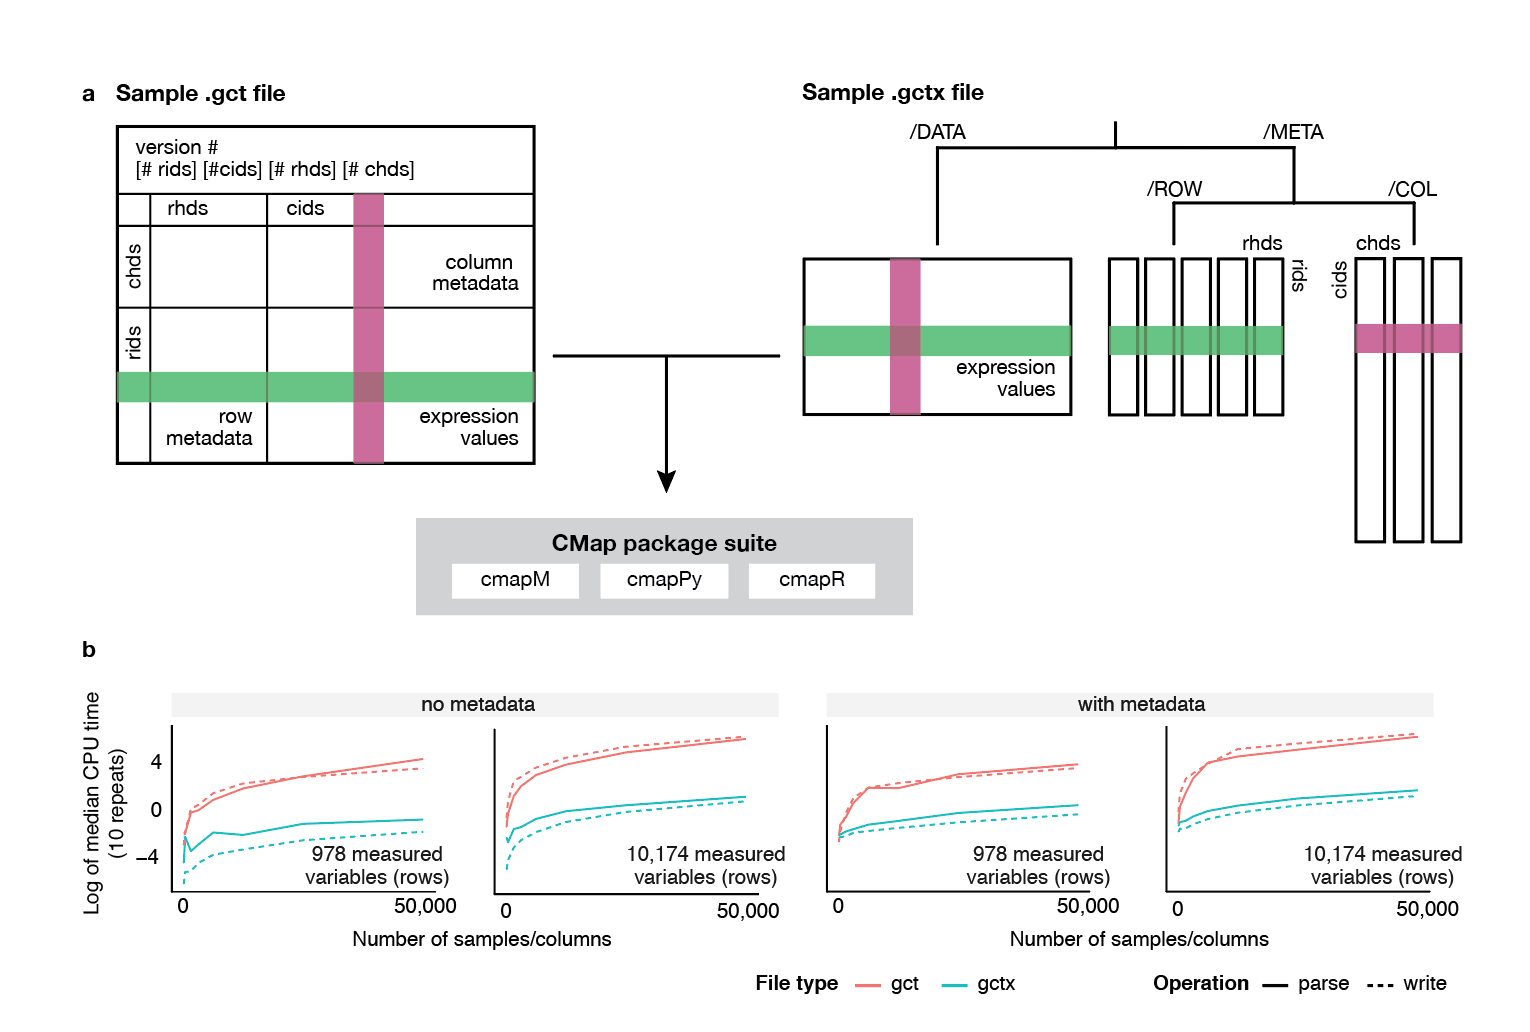 a Sample .gct file
version #
[# rids] [#cids] [# rhds] [# chds]
rhds cids
chds
column
metadata
rids
row
metadata
expression
values
Sample .gctx file
/DATA /META
/ROW /COL
rhds
rids
chds
cids
expression
values
CMap package suite
cmapM cmapPy cmapR
b
Log of median CPU time
(10 repeats)
no metadata
4
0
−4
978 measured
variables (rows)
0 50,000
10,174 measured
variables (rows)
0 50,000
Number of samples/columns
with metadata
978 measured
variables (rows)
0 50,000
10,174 measured
variables (rows)
0 50,000
Number of samples/columns
File type gct gctx Operation parse write